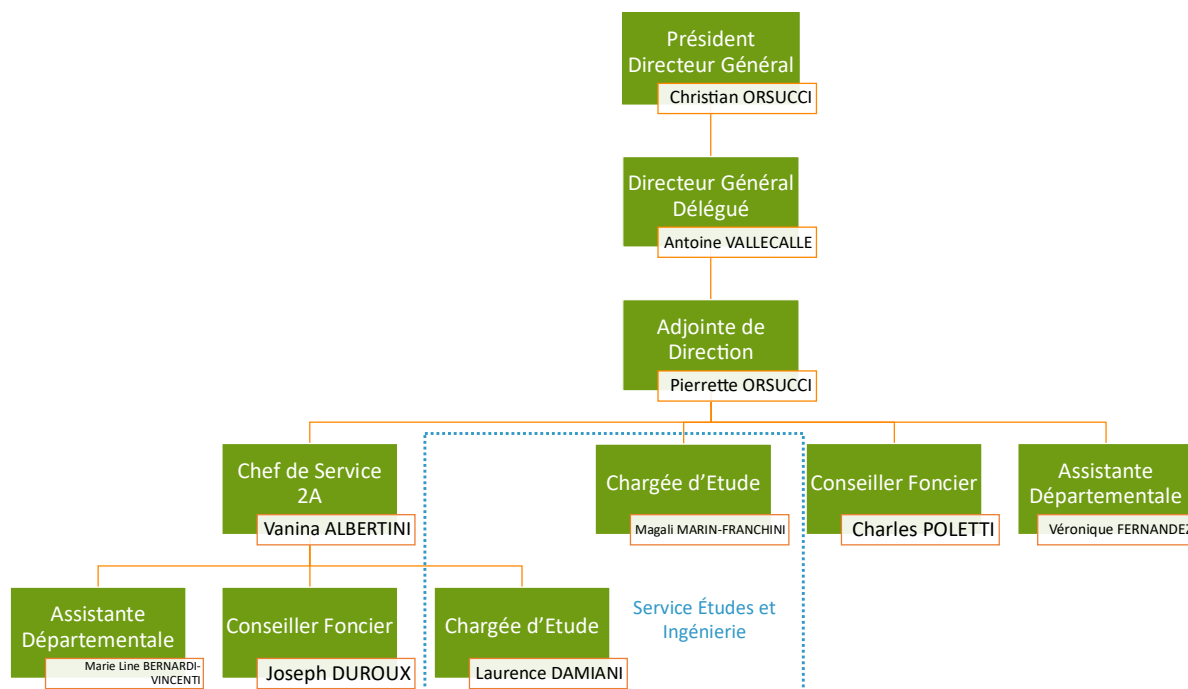 Président
Directeur Général
Christian ORSUCCI
Directeur Général
Délégué
Antoine VALLECALLE
Adjointe de
Direction
Pierrette ORSUCCI
Chef de Service
2A
Vanina ALBERTINI
Chargée d’Etude
Magali MARIN-FRANCHINI
Conseiller Foncier
Charles POLETTI
Assistante
Départementale
Véronique FERNANDEZ
Assistante
Départementale
Marie Line BERNARDI-
VINCENTI
Conseiller Foncier
Joseph DUROUX
Chargée d’Etude
Laurence DAMIANI
Service Études et
Ingénierie